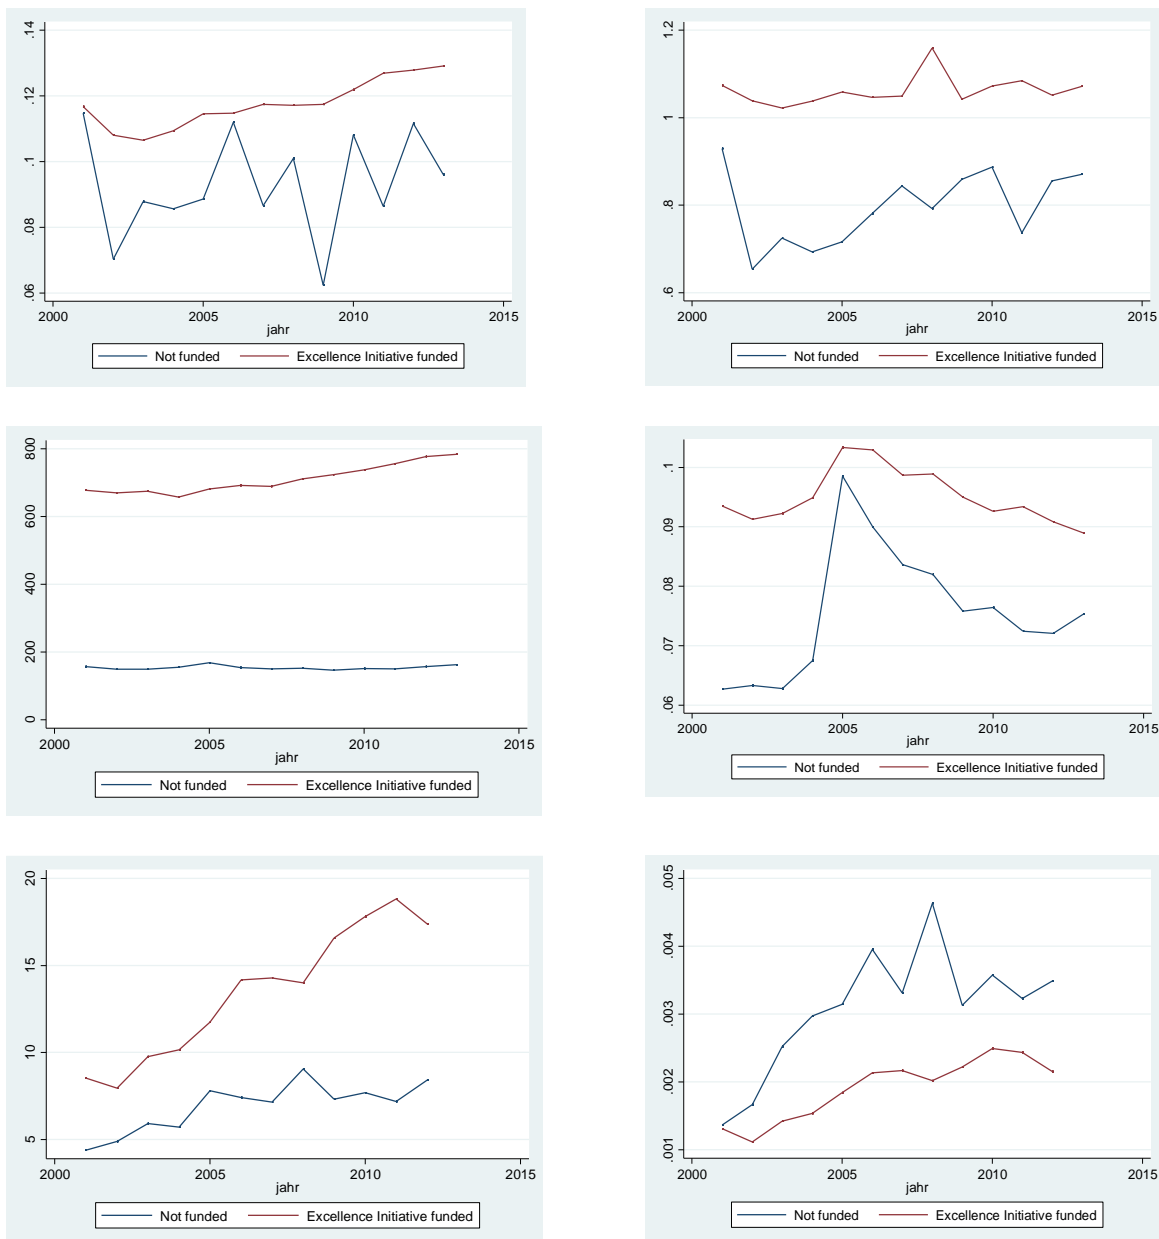 .14
.12
.1
.08
.06
2000 2005 2010 2015
jahr
Not funded Excellence Initiative funded
1.2
1
.8
.6
2000 2005 2010 2015
jahr
Not funded Excellence Initiative funded
800
600
400
200
0
2000 2005 2010 2015
jahr
Not funded Excellence Initiative funded
.1
.09
.08
.07
.06
2000 2005 2010 2015
jahr
Not funded Excellence Initiative funded
20
15
10
5
2000 2005 2010 2015
jahr
Not funded Excellence Initiative funded
.005
.004
.003
.002
.001
2000 2005 2010 2015
jahr
Not funded Excellence Initiative funded